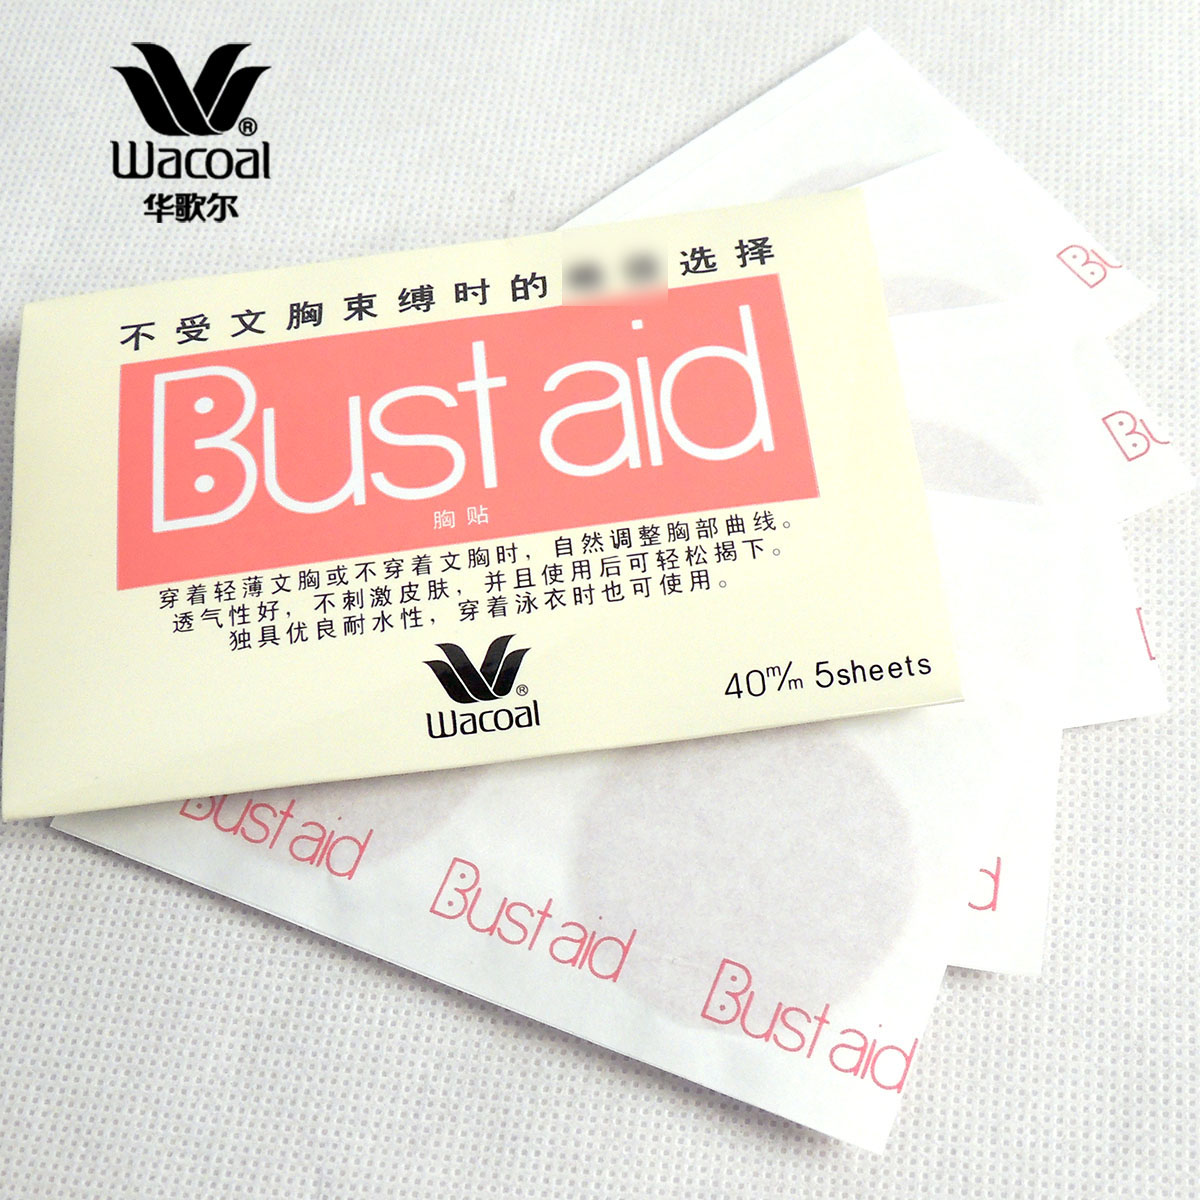 Wacoal®
华歌尔
不受文胸束缚时的 选择
Bust aid
胸贴
穿着轻薄文胸或不穿着文胸时，自然调整胸部曲线。
透气性好，不刺激皮肤，并且使用后可轻松揭下。
独具优良耐水性，穿着泳衣时也可使用。
®
Wacoal
40m/m 5sheets
Bu
Bu
Bust aid
Bust aid
d
Bust aid